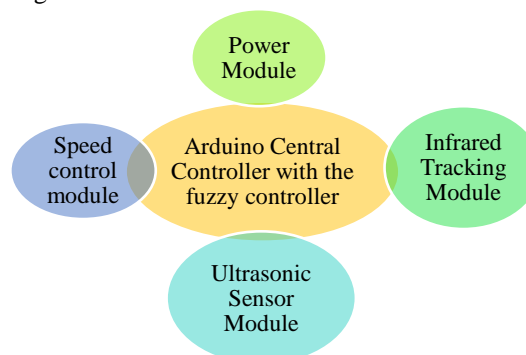 Power
Module
Speed
control
module
Arduino Central
Controller with the
fuzzy controller
Infrared
Tracking
Module
Ultrasonic
Sensor
Module